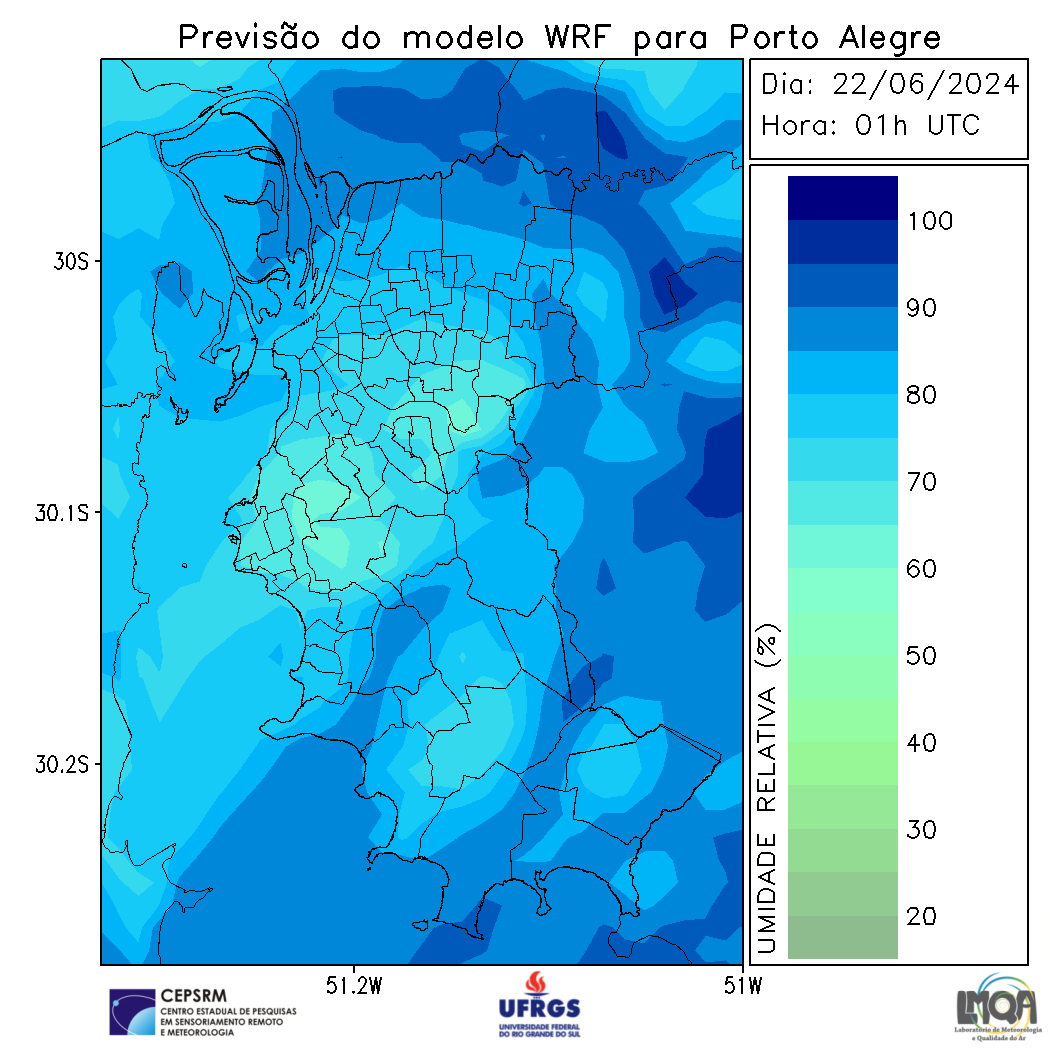 Previsão do modelo WRF para Porto Alegre
Dia: 22/06/2024
Hora: 01h UTC
100
90
80
70
60
50
40
30
20
UMIDADE RELATIVA (%)
30S
30.1S
30.2S
51.2W
51W
CEPSRM
CENTRO ESTADUAL DE PESQUISAS
EM SENSORIAMENTO REMOTO
E METEOROLOGIA
UFRGS
UNIVERSIDADE FEDERAL
DO RIO GRANDE DO SUL
LMQA
Laboratório de Meteorologia
e Qualidade do Ar